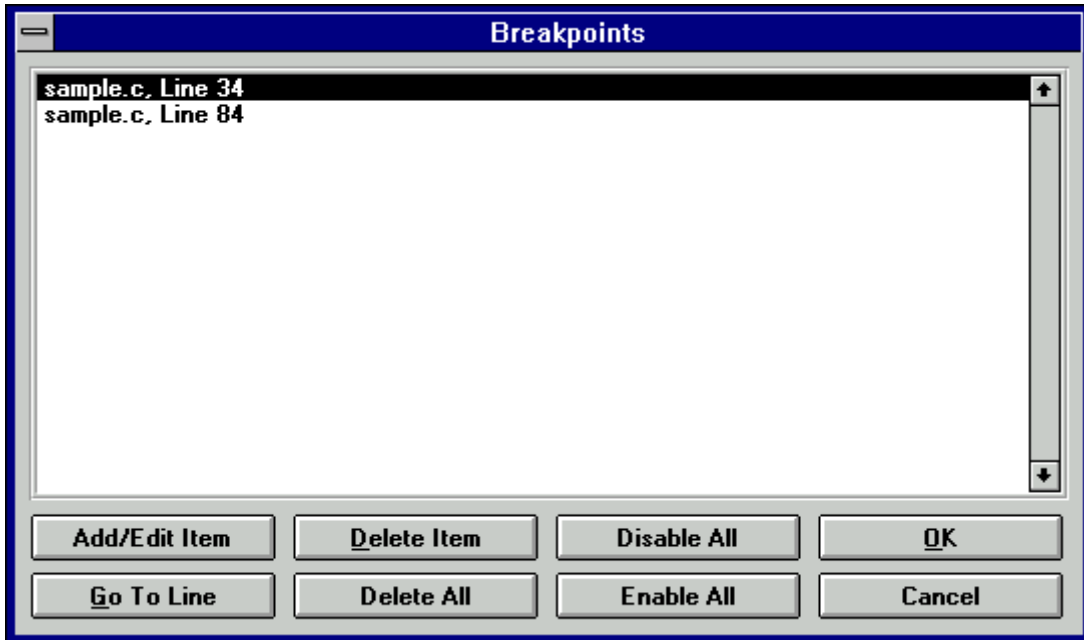 Breakpoints
sample.c, Line 34
sample.c, Line 84
Add/Edit Item
Delete Item
Disable All
OK
Go To Line
Delete All
Enable All
Cancel